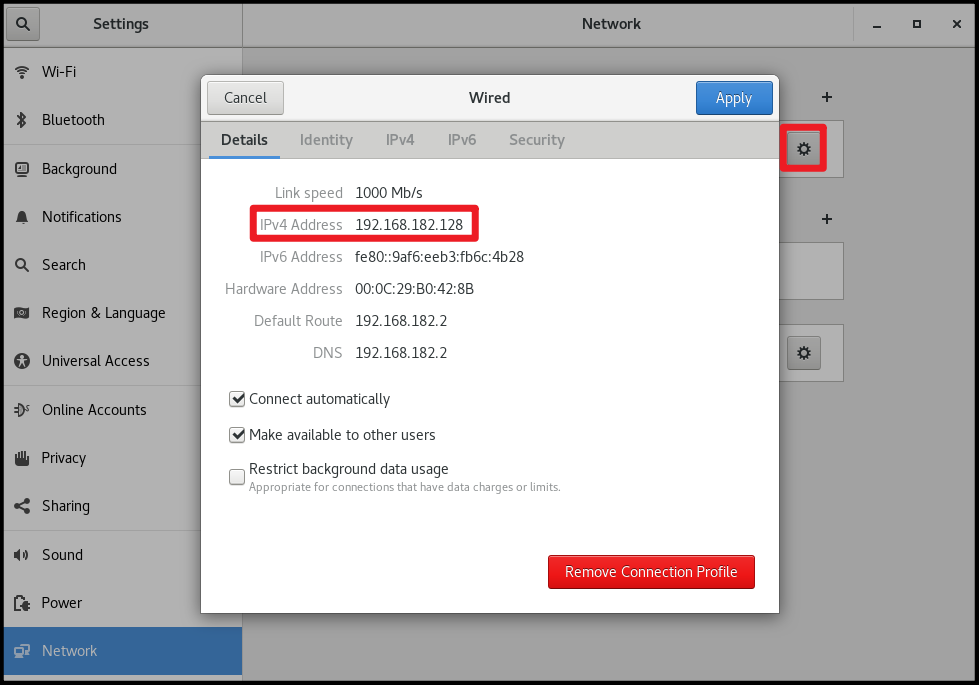 Settings
Network
Wi-Fi
Bluetooth
Background
Notifications
Search
Region & Language
Universal Access
Online Accounts
Privacy
Sharing
Sound
Power
Network
Cancel
Wired
Apply
Details Identity IPv4 IPv6 Security
Link speed 1000 Mb/s
IPv4 Address 192.168.182.128
IPv6 Address fe80::9af6:eeb3:fb6c:4b28
Hardware Address 00:0C:29:B0:42:8B
Default Route 192.168.182.2
DNS 192.168.182.2
Connect automatically
Make available to other users
Restrict background data usage
Appropriate for connections that have data charges or limits.
Remove Connection Profile